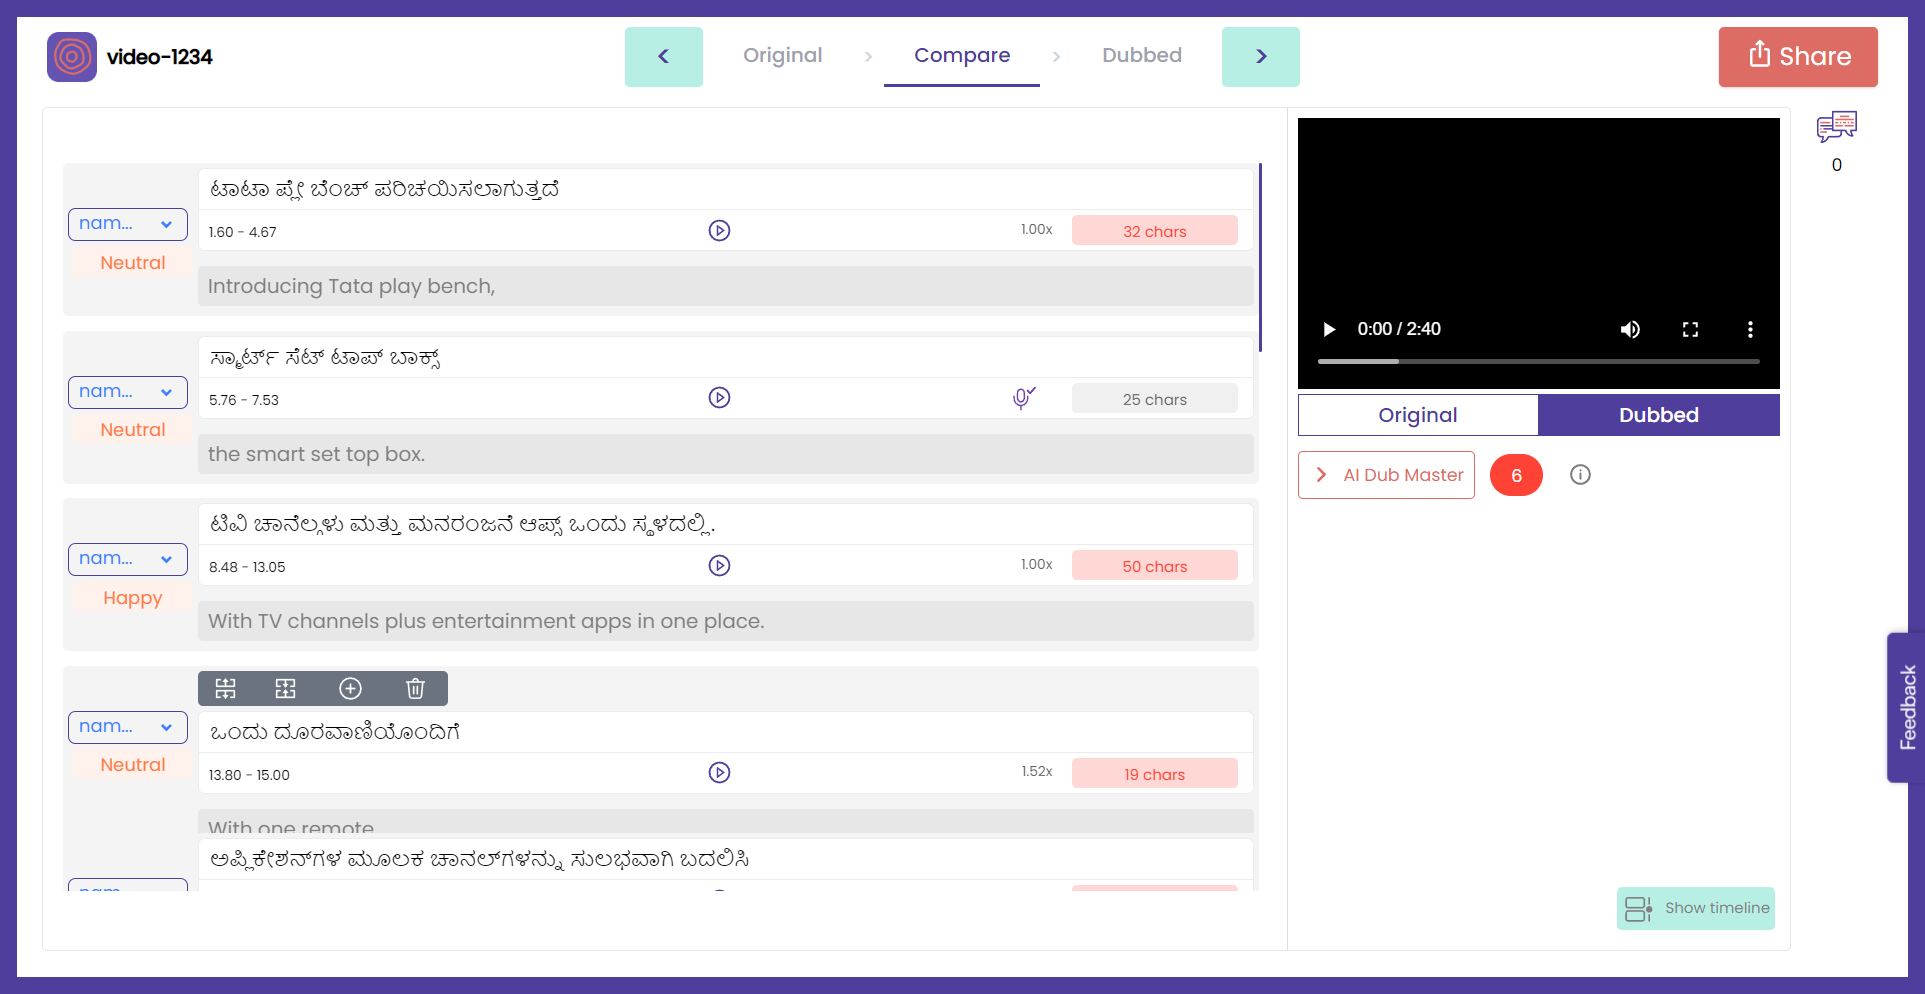 video-1234
Original
Compare
Dubbed
Share
0
nam...
Neutral
ಟಾಟಾ ಪ್ಲೇ ಬೆಂಚ್ ಪರಿಚಯಿಸಲಾಗುತ್ತದೆ
1.60 - 4.67
1.00x
32 chars
Introducing Tata play bench,
nam...
Neutral
ಸ್ಮಾರ್ಟ್ ಸೆಟ್ ಟಾಪ್ ಬಾಕ್ಸ್
5.76 - 7.53
25 chars
the smart set top box.
nam...
Happy
ಟಿವಿ ಚಾನೆಲ್ಗಳು ಮತ್ತು ಮನರಂಜನೆ ಆಪ್ಸ್ ಒಂದು ಸ್ಥಳದಲ್ಲಿ.
8.48 - 13.05
1.00x
50 chars
With TV channels plus entertainment apps in one place.
nam...
Neutral
ಒಂದು ದೂರವಾಣಿಯೊಂದಿಗೆ
13.80 - 15.00
1.52x
19 chars
With one remote
ಅಪ್ಲಿಕೇಶನ್‌ಗಳ ಮೂಲಕ ಚಾನಲ್‌ಗಳನ್ನು ಸುಲಭವಾಗಿ ಬದಲಿಸಿ
0:00 / 2:40
Original
Dubbed
AI Dub Master
6
Show timeline
Feedback